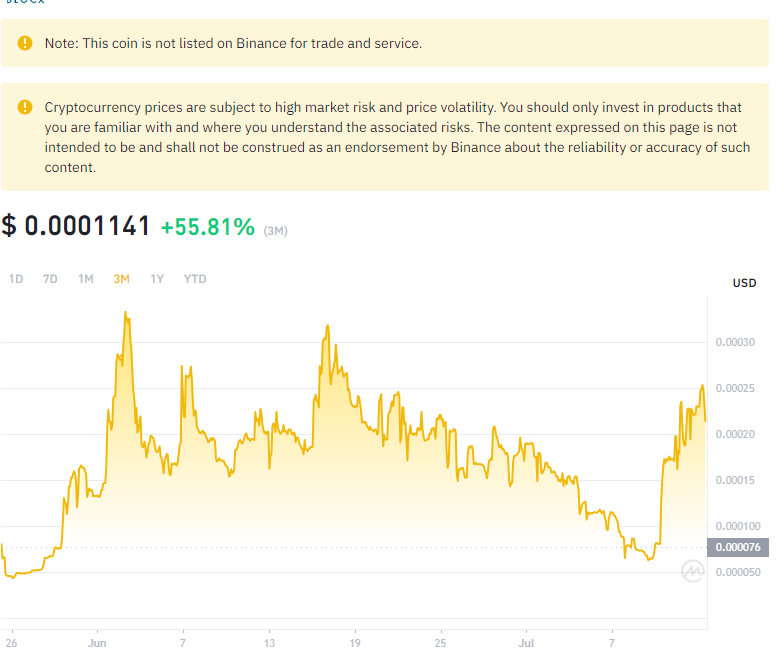 BLOCX
Note: This coin is not listed on Binance for trade and service.
Cryptocurrency prices are subject to high market risk and price volatility. You should only invest in products that
you are familiar with and where you understand the associated risks. The content expressed on this page is not
intended to be and shall not be construed as an endorsement by Binance about the reliability or accuracy of such
content.
$ 0.0001141 +55.81% (3M)
1D 7D 1M 3M 1Y YTD
USD
0.00030
0.00025
0.00020
0.00015
0.000100
0.000076
0.000050
26 Jun 7 13 19 25 Jul 7